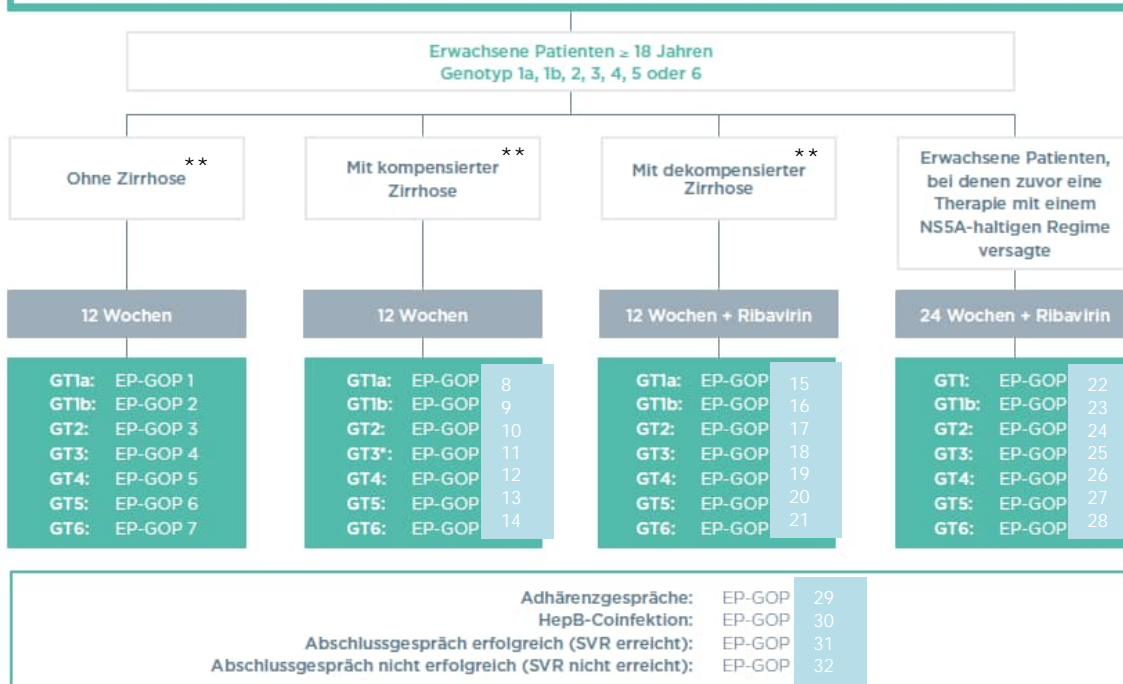 Erwachsene Patienten ≥ 18 Jahren
Genotyp 1a, 1b, 2, 3, 4, 5 oder 6
Ohne Zirrhose **
Mit kompensierter **
Zirrhose
Mit dekompensierter **
Zirrhose
Erwachsene Patienten,
bei denen zuvor eine
Therapie mit einem
NS5A-haltigen Regime
versagte
12 Wochen
12 Wochen
12 Wochen + Ribavirin
24 Wochen + Ribavirin
GT1a: EP-GOP 1
GT1b: EP-GOP 2
GT2: EP-GOP 3
GT3: EP-GOP 4
GT4: EP-GOP 5
GT5: EP-GOP 6
GT6: EP-GOP 7
GT1a: EP-GOP 8
GT1b: EP-GOP 9
GT2: EP-GOP 10
GT3*: EP-GOP 11
GT4: EP-GOP 12
GT5: EP-GOP 13
GT6: EP-GOP 14
GT1a: EP-GOP 15
GT1b: EP-GOP 16
GT2: EP-GOP 17
GT3: EP-GOP 18
GT4: EP-GOP 19
GT5: EP-GOP 20
GT6: EP-GOP 21
GT1: EP-GOP 22
GT1b: EP-GOP 23
GT2: EP-GOP 24
GT3: EP-GOP 25
GT4: EP-GOP 26
GT5: EP-GOP 27
GT6: EP-GOP 28
Adhärenzgespräche: EP-GOP 29
HepB-Coinfektion: EP-GOP 30
Abschlussgespräch erfolgreich (SVR erreicht): EP-GOP 31
Abschlussgespräch nicht erfolgreich (SVR nicht erreicht): EP-GOP 32